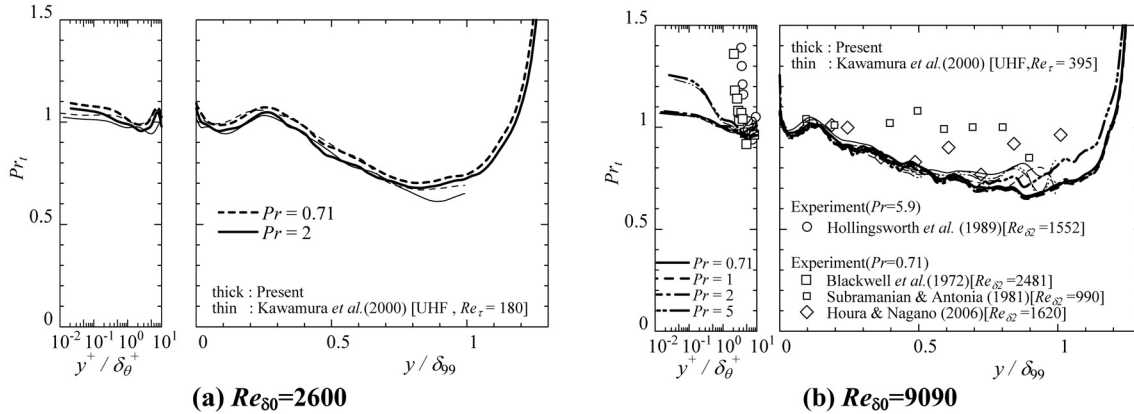 1.5
1
0.5
0
Pr_t
10^-2 10^-1 10^0 10^1
y^+ / δ_θ^+
0 0.5 1
y / δ_99
Pr = 0.71
Pr = 2
thick : Present
thin : Kawamura et al.(2000) [UHF , Re_τ = 180]
(a) Re_δ0=2600
1.5
1
0.5
0
Pr_t
Pr = 0.71
Pr = 1
Pr = 2
Pr = 5
10^-2 10^-1 10^0 10^1
y^+ / δ_θ^+
thick : Present
thin : Kawamura et al.(2000) [UHF,Re_τ = 395]
Experiment(Pr=5.9)
Hollingsworth et al. (1989)[Re_δ2 =1552]
Experiment(Pr=0.71)
Blackwell et al.(1972)[Re_δ2 =2481]
Subramanian & Antonia (1981)[Re_δ2 =990]
Houra & Nagano (2006)[Re_δ2 =1620]
0 0.5 1
y / δ_99
(b) Re_δ0=9090